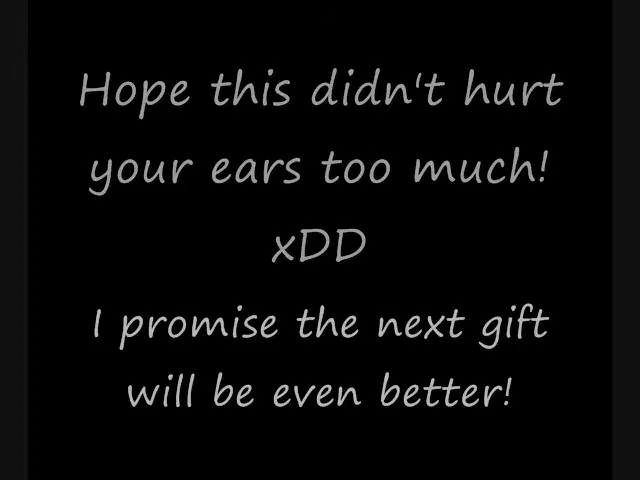 Hope this didn't hurt
your ears too much!
xDD
I promise the next gift
will be even better!